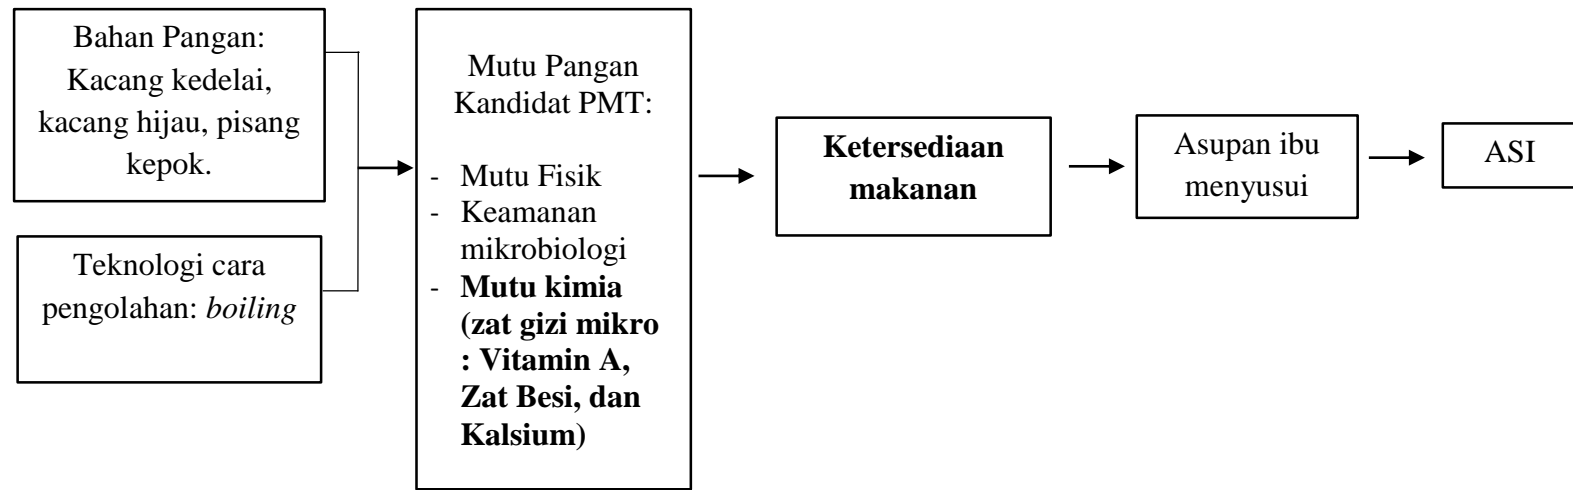 Bahan Pangan:
Kacang kedelai,
kacang hijau, pisang
kepok.
Teknologi cara
pengolahan: boiling
Mutu Pangan
Kandidat PMT:
- Mutu Fisik
- Keamanan
mikrobiologi
- Mutu kimia
(zat gizi mikro
: Vitamin A,
Zat Besi, dan
Kalsium)
Ketersediaan
makanan
Asupan ibu
menyusui
ASI